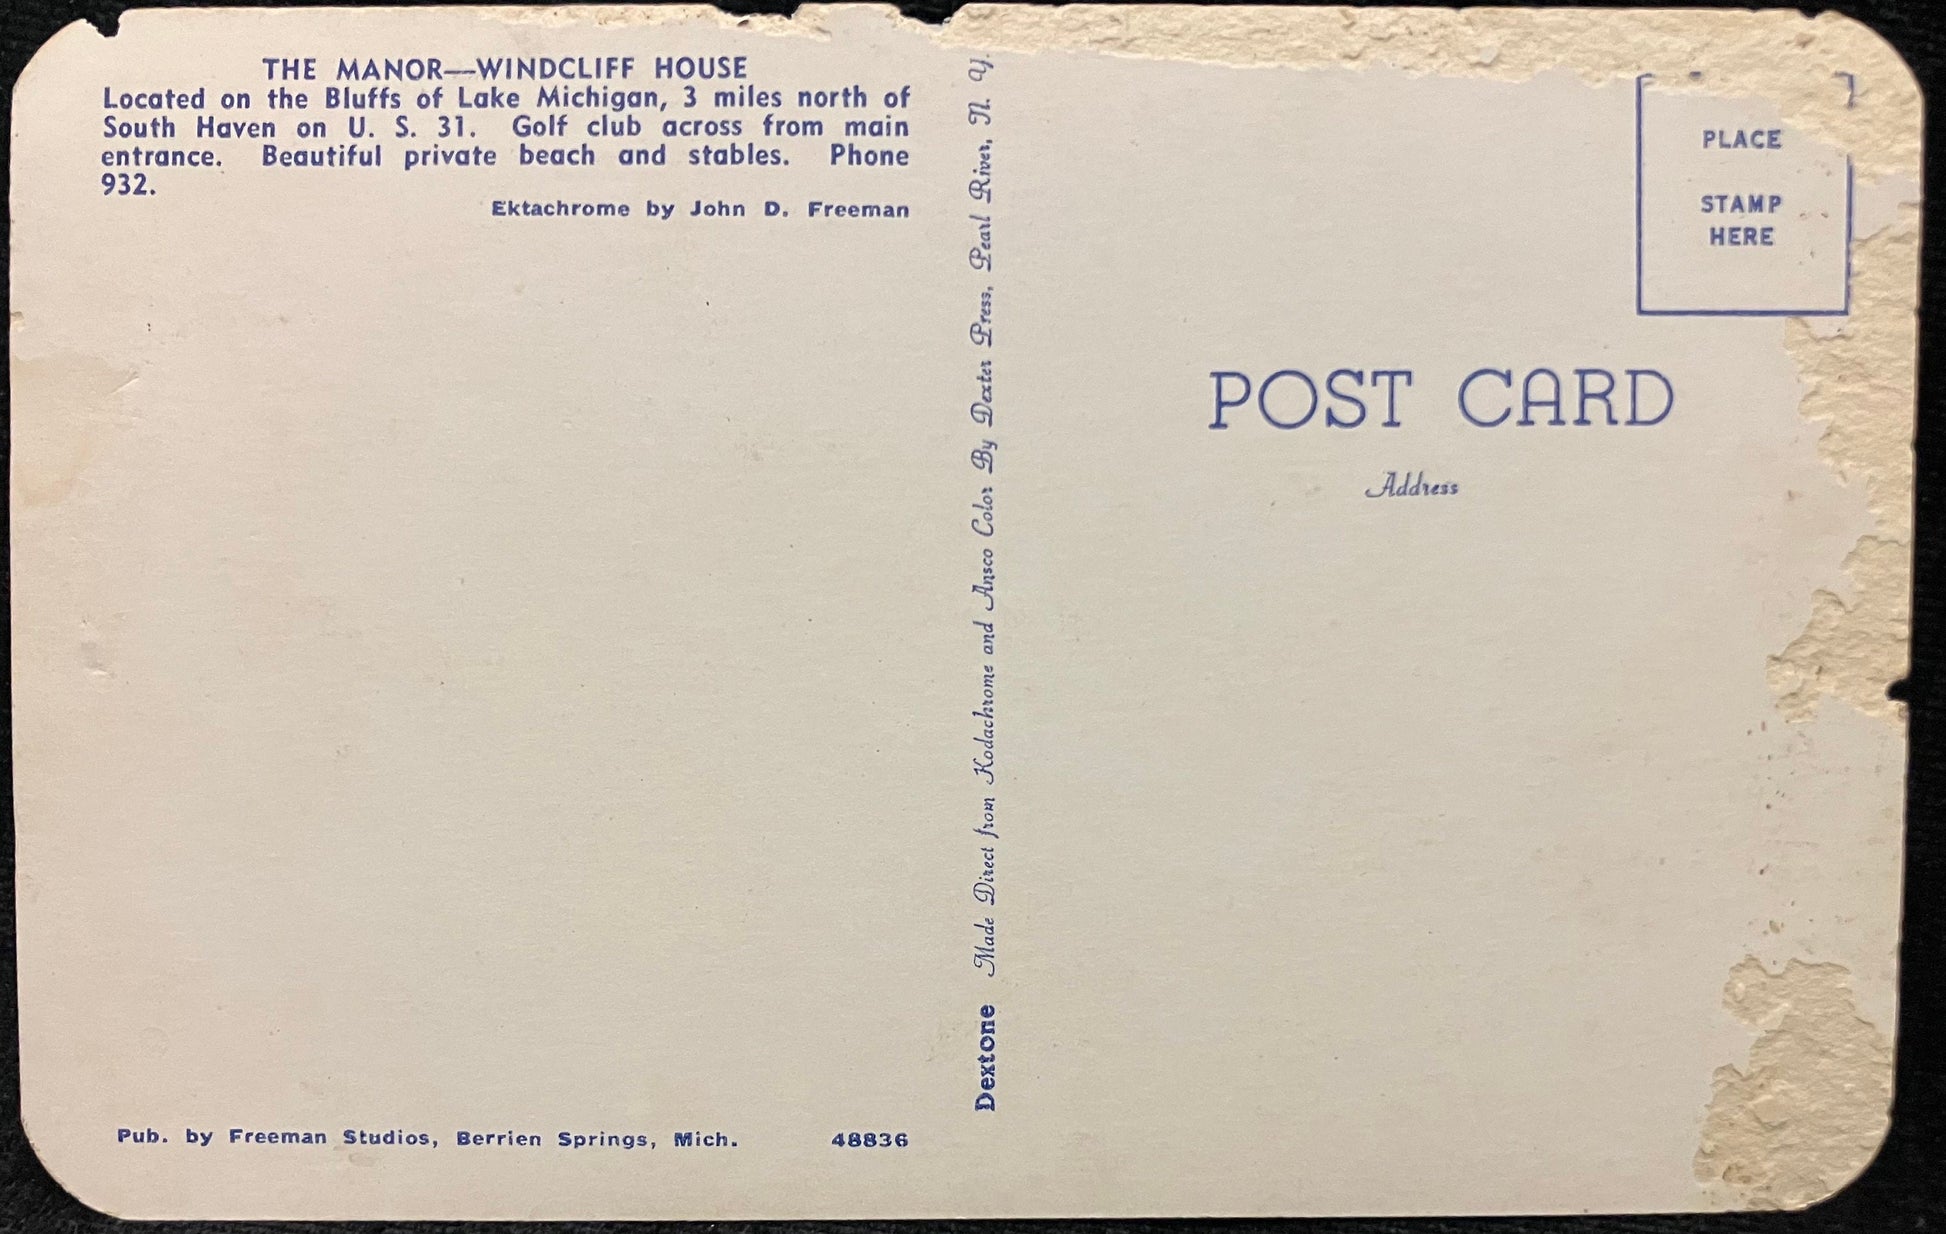 THE MANOR—WINDCLIFF HOUSE
Located on the Bluffs of Lake Michigan, 3 miles north of
South Haven on U. S. 31. Golf club across from main
entrance. Beautiful private beach and stables. Phone
932.
Ektachrome by John D. Freeman
Pub. by Freeman Studios, Berrien Springs, Mich. 48836
Dextone Made Direct from Kodachrome and Ansco Color By Dexter Press, Pearl River, N. Y.
PLACE
STAMP
HERE
POST CARD
Address